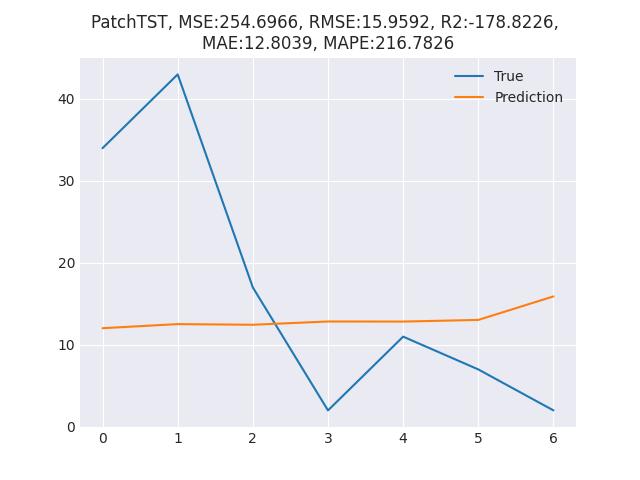 PatchTST, MSE:254.6966, RMSE:15.9592, R2:-178.8226,
MAE:12.8039, MAPE:216.7826
True
Prediction
40
30
20
10
0
0 1 2 3 4 5 6